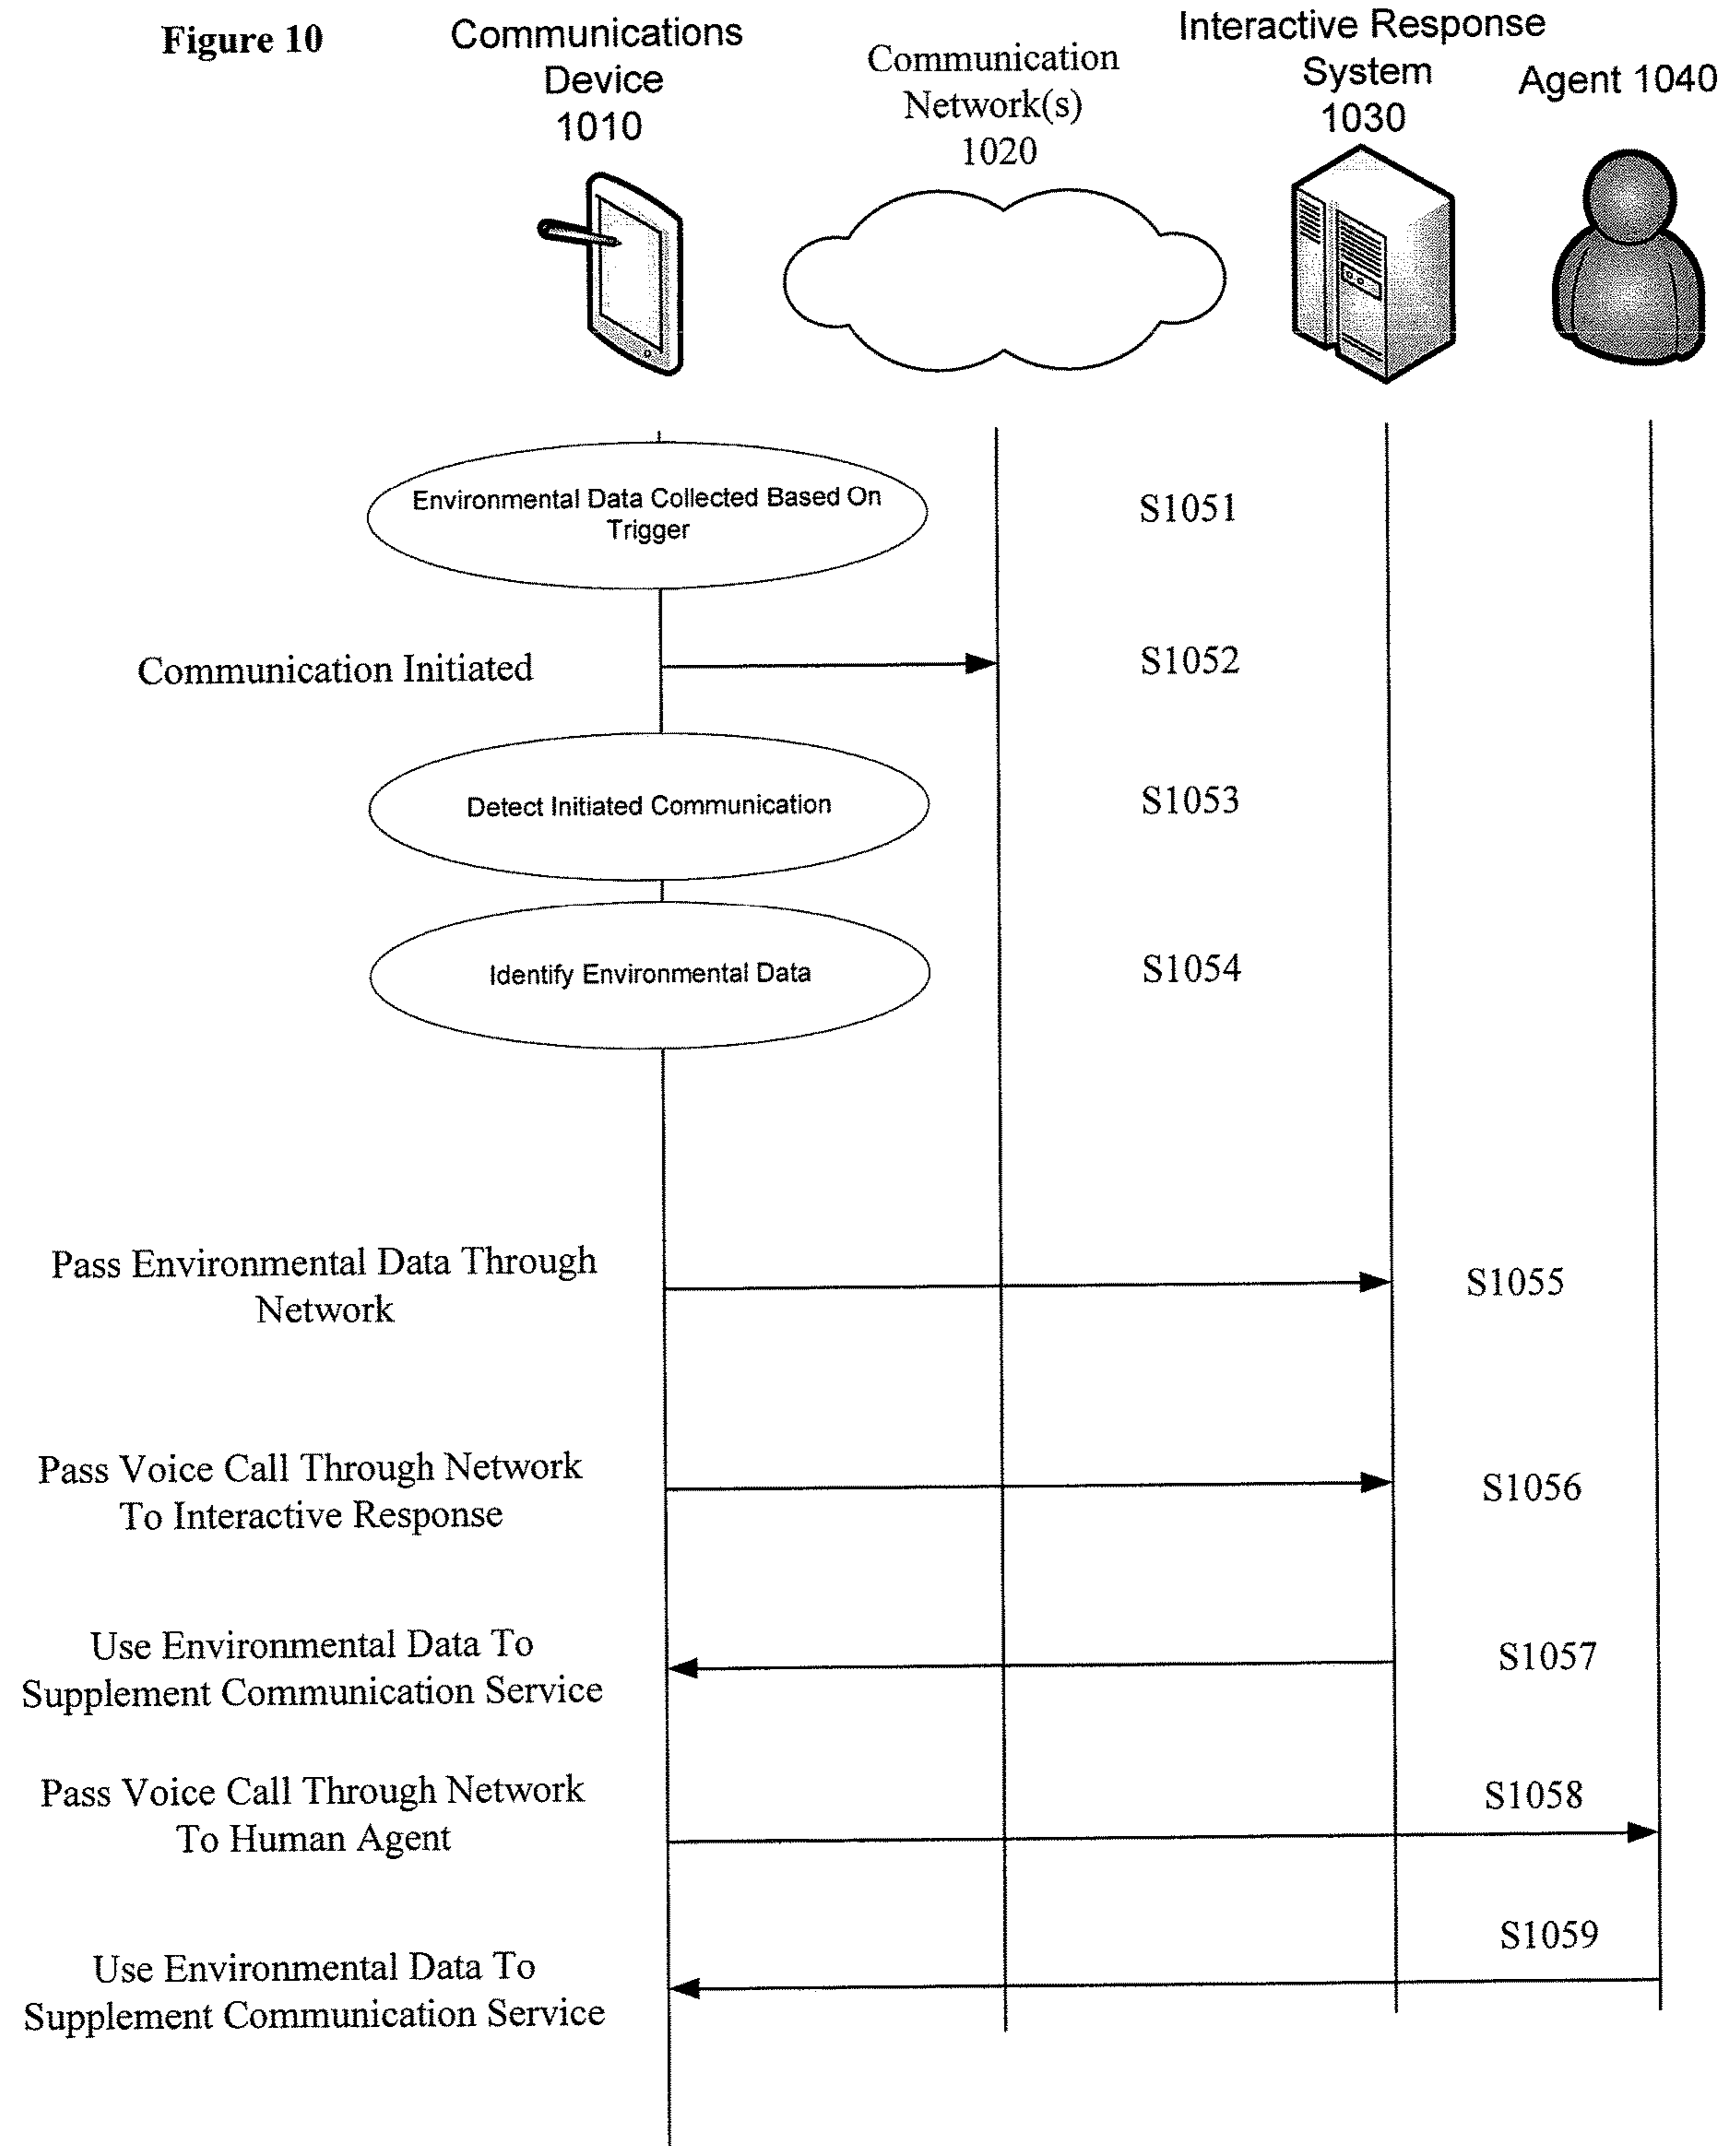 Figure 10
Communications
Device
1010
Communication
Network(s)
1020
Interactive Response
System
1030
Agent 1040
Environmental Data Collected Based On
Trigger
S1051
Communication Initiated
S1052
Detect Initiated Communication
S1053
Identify Environmental Data
S1054
Pass Environmental Data Through
Network
S1055
Pass Voice Call Through Network
To Interactive Response
S1056
Use Environmental Data To
Supplement Communication Service
S1057
Pass Voice Call Through Network
To Human Agent
S1058
Use Environmental Data To
Supplement Communication Service
S1059